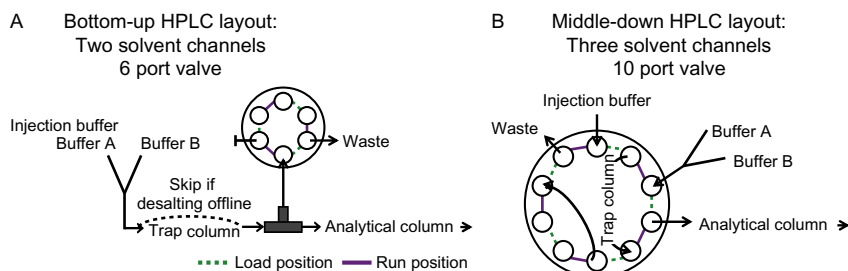 A
Bottom-up HPLC layout:
Two solvent channels
6 port valve
Injection buffer
Buffer A
Buffer B
Waste
Skip if
desalting offline
Trap column
Analytical column
B
Middle-down HPLC layout:
Three solvent channels
10 port valve
Injection buffer
Waste
Buffer A
Buffer B
Trap column
Analytical column
Load position
Run position